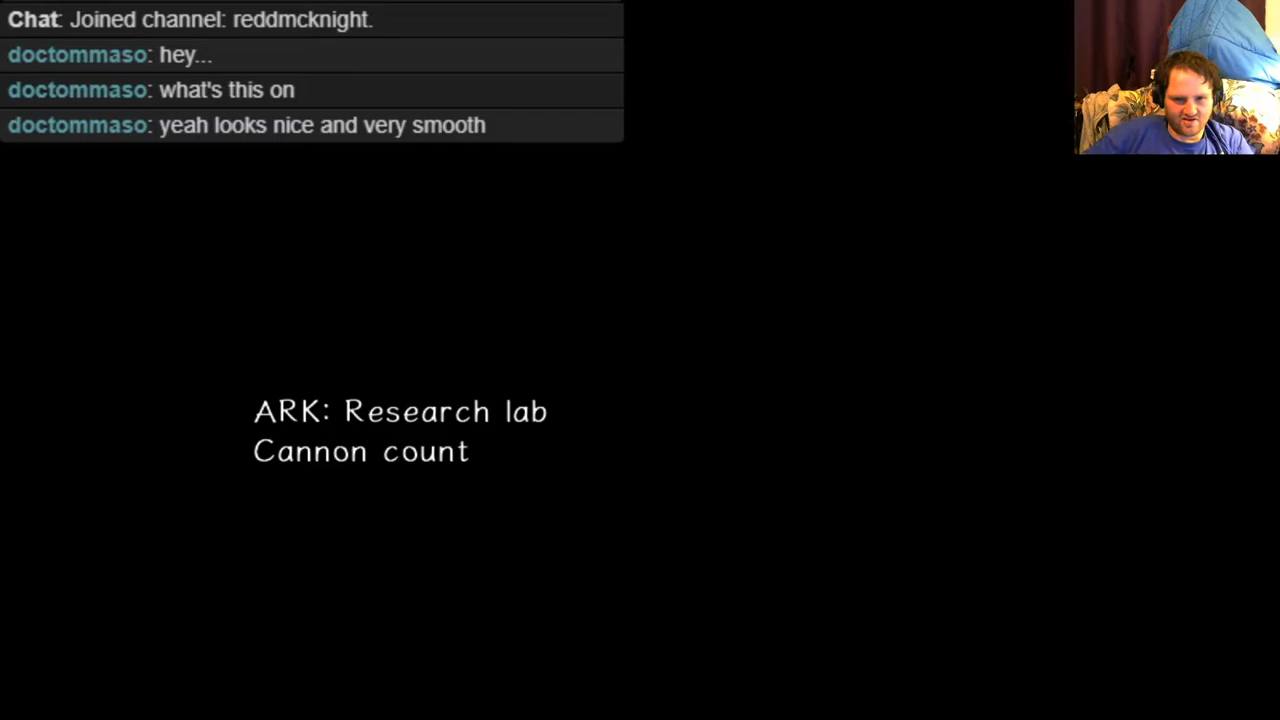 Chat: Joined channel: reddmcknight.
doctommaso: hey...
doctommaso: what's this on
doctommaso: yeah looks nice and very smooth
ARK: Research lab
Cannon count